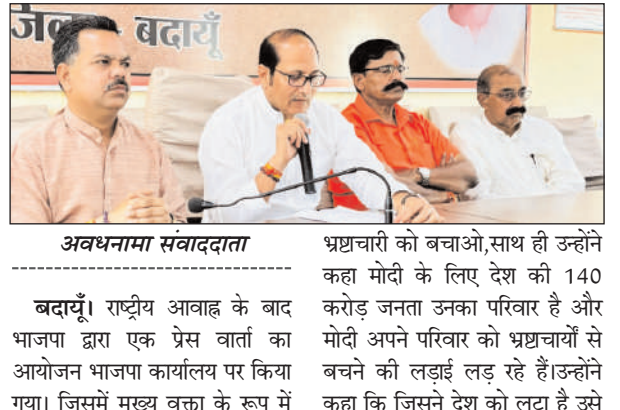 जिला - बदायूँ
अवधनामा संवाददाता
बदायूँ। राष्ट्रीय आवाह्न के बाद
भाजपा द्वारा एक प्रेस वार्ता का
आयोजन भाजपा कार्यालय पर किया
गया। जिसमें मुख्य वक्ता के रूप में
भ्रष्टाचारी को बचाओ,साथ ही उन्होंने
कहा मोदी के लिए देश की 140
करोड़ जनता उनका परिवार है और
मोदी अपने परिवार को भ्रष्टाचार्यों से
बचने की लड़ाई लड़ रहे हैं।उन्होंने
कहा कि जिसने देश को लूटा है उसे